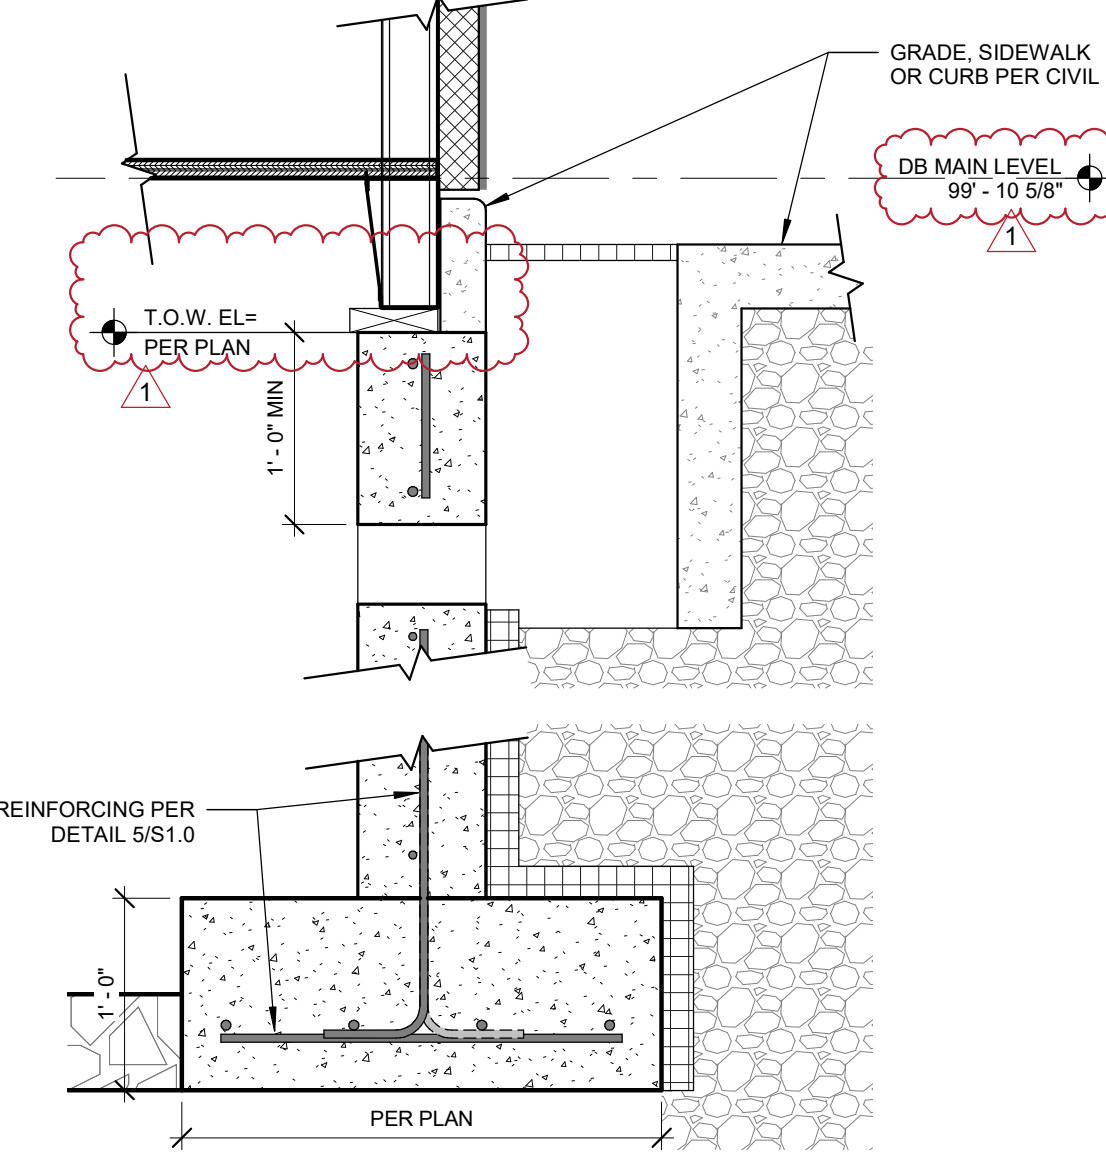 GRADE, SIDEWALK
OR CURB PER CIVIL
DB MAIN LEVEL
99' - 10 5/8"
1
T.O.W. EL=
PER PLAN
1
1' - 0" MIN
REINFORCING PER
DETAIL 5/S1.0
1' - 0"
PER PLAN